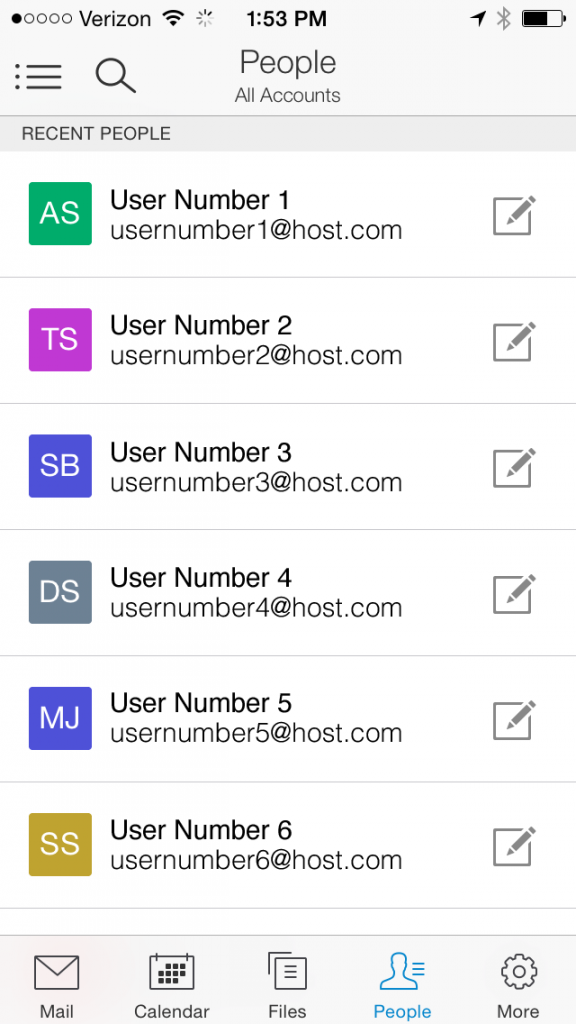 Verizon 1:53 PM
People
All Accounts
RECENT PEOPLE
AS
User Number 1
usernumber1@host.com
TS
User Number 2
usernumber2@host.com
SB
User Number 3
usernumber3@host.com
DS
User Number 4
usernumber4@host.com
MJ
User Number 5
usernumber5@host.com
SS
User Number 6
usernumber6@host.com
Mail Calendar Files People More